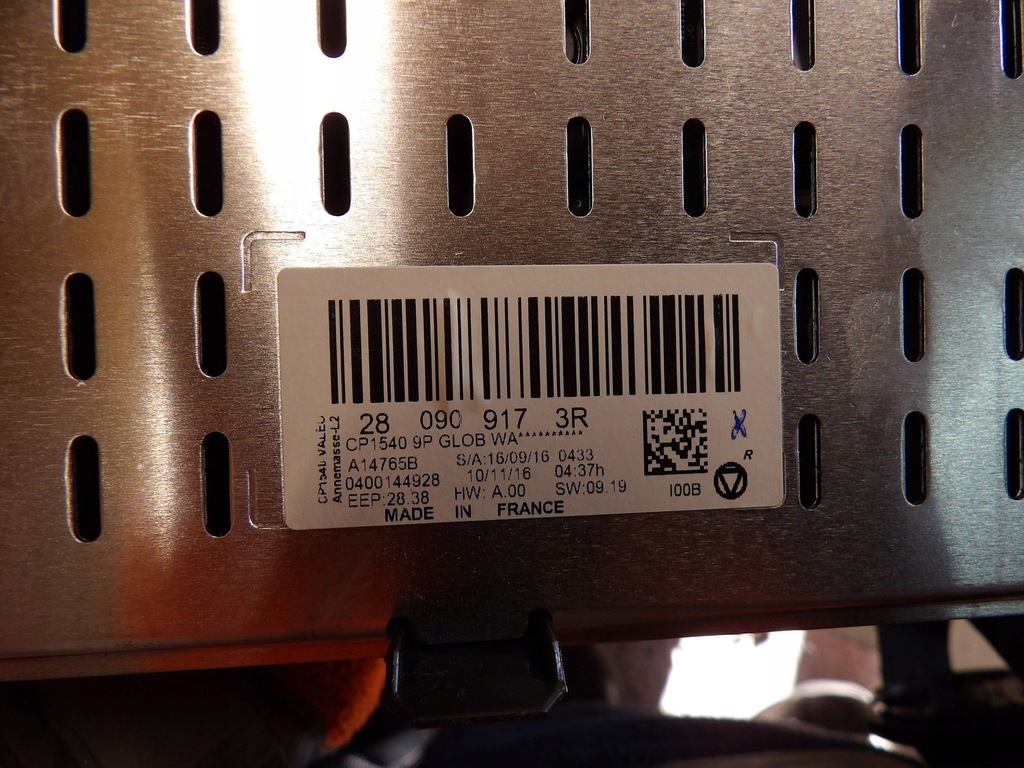 CP1540 VALEO
Annemasse-L2
28 090 917 3R
CP1540 9P GLOB WA**********
A14765B S/A:16/09/16 0433
0400144928 10/11/16 04:37h
EEP:28.38 HW: A.00 SW:09.19
MADE IN FRANCE
I00B
X
R
V